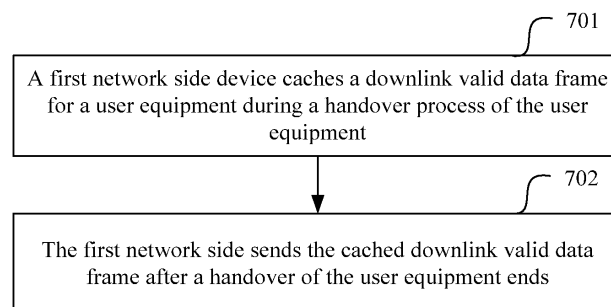 701
A first network side device caches a downlink valid data frame
for a user equipment during a handover process of the user
equipment
702
The first network side sends the cached downlink valid data
frame after a handover of the user equipment ends